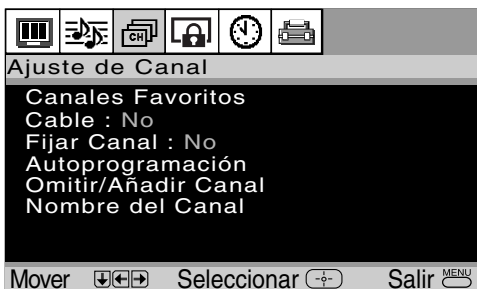 CH
Ajuste de Canal
Canales Favoritos
Cable : No
Fijar Canal : No
Autoprogramación
Omitir/Añadir Canal
Nombre del Canal
Mover Seleccionar Salir MENU